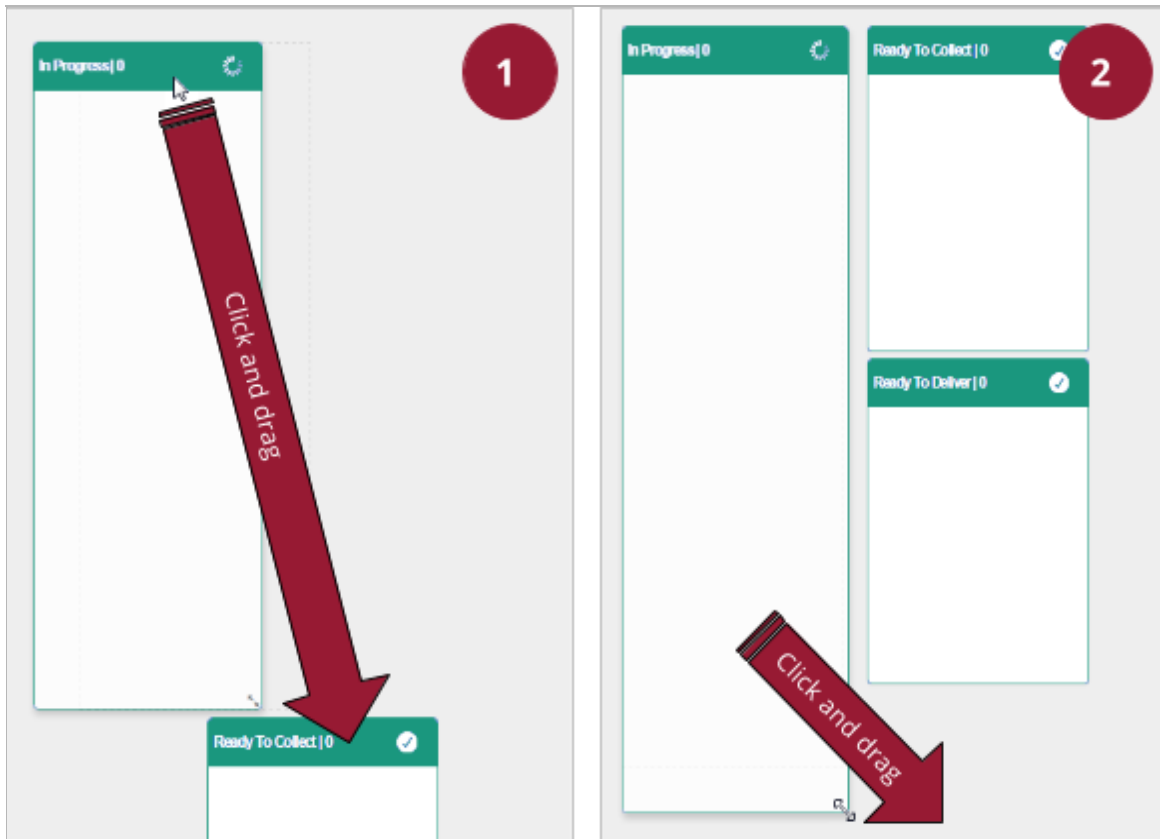 In Progress | 0
1
Click and drag
Ready To Collect | 0
In Progress | 0
Ready To Collect | 0
2
Ready To Deliver | 0
Click and drag